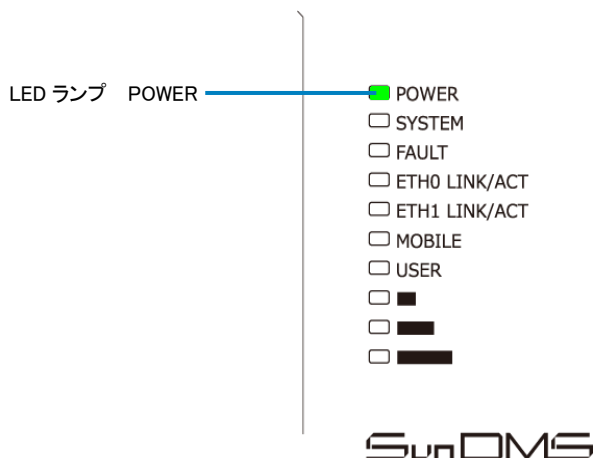 LED ランプ POWER
POWER
SYSTEM
FAULT
ETH0 LINK/ACT
ETH1 LINK/ACT
MOBILE
USER
SunDMS